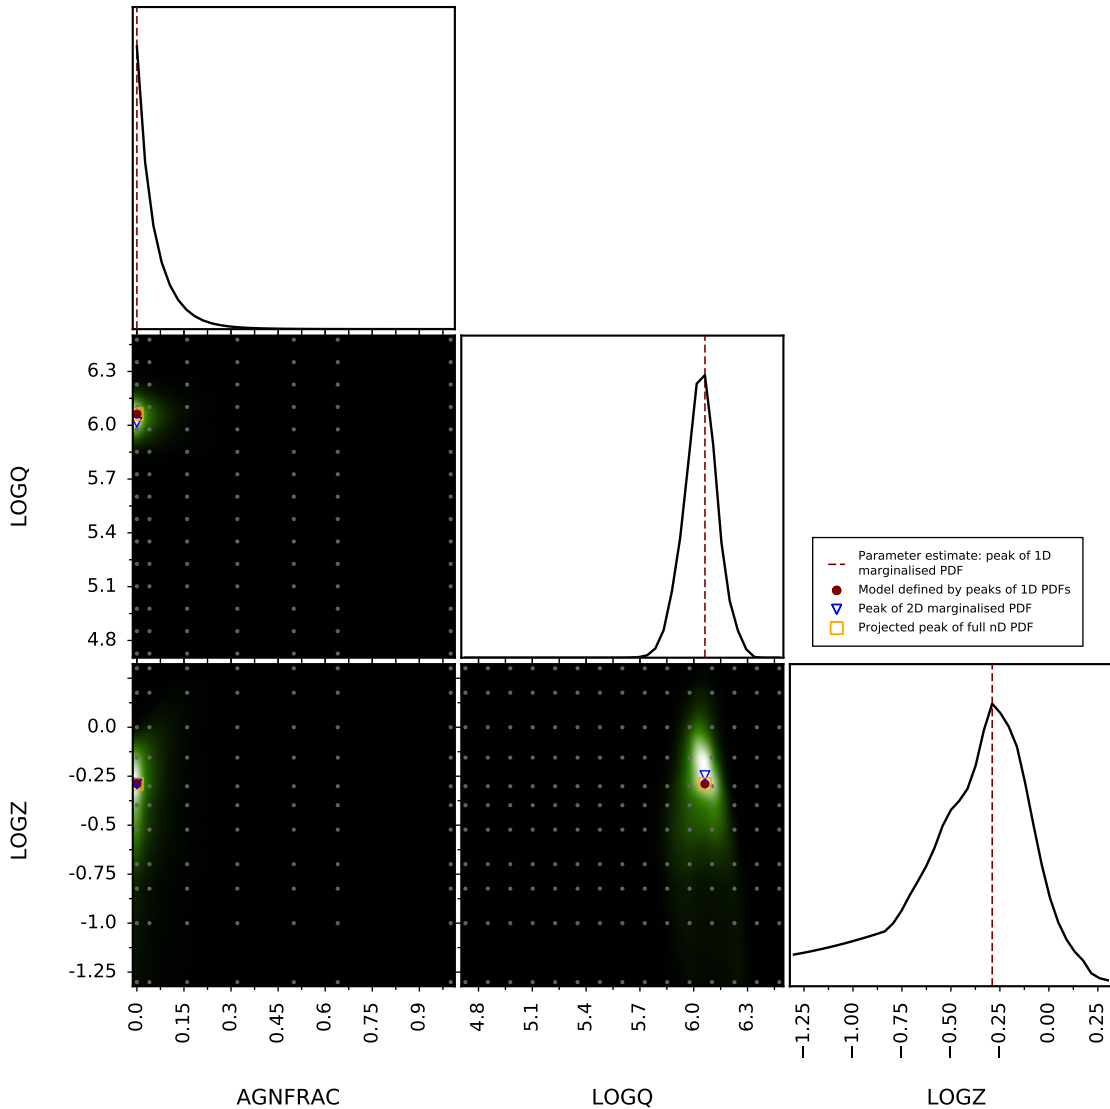 6.3
6.0
5.7
5.4
5.1
4.8
LOGQ
Parameter estimate: peak of 1D
marginalised PDF
Model defined by peaks of 1D PDFs
Peak of 2D marginalised PDF
Projected peak of full nD PDF
0.0
-0.25
-0.5
-0.75
-1.0
-1.25
LOGZ
0.0 0.15 0.3 0.45 0.6 0.75 0.9
4.8 5.1 5.4 5.7 6.0 6.3
−1.25 −1.00 −0.75 −0.50 −0.25 0.00 0.25
AGNFRAC LOGQ LOGZ